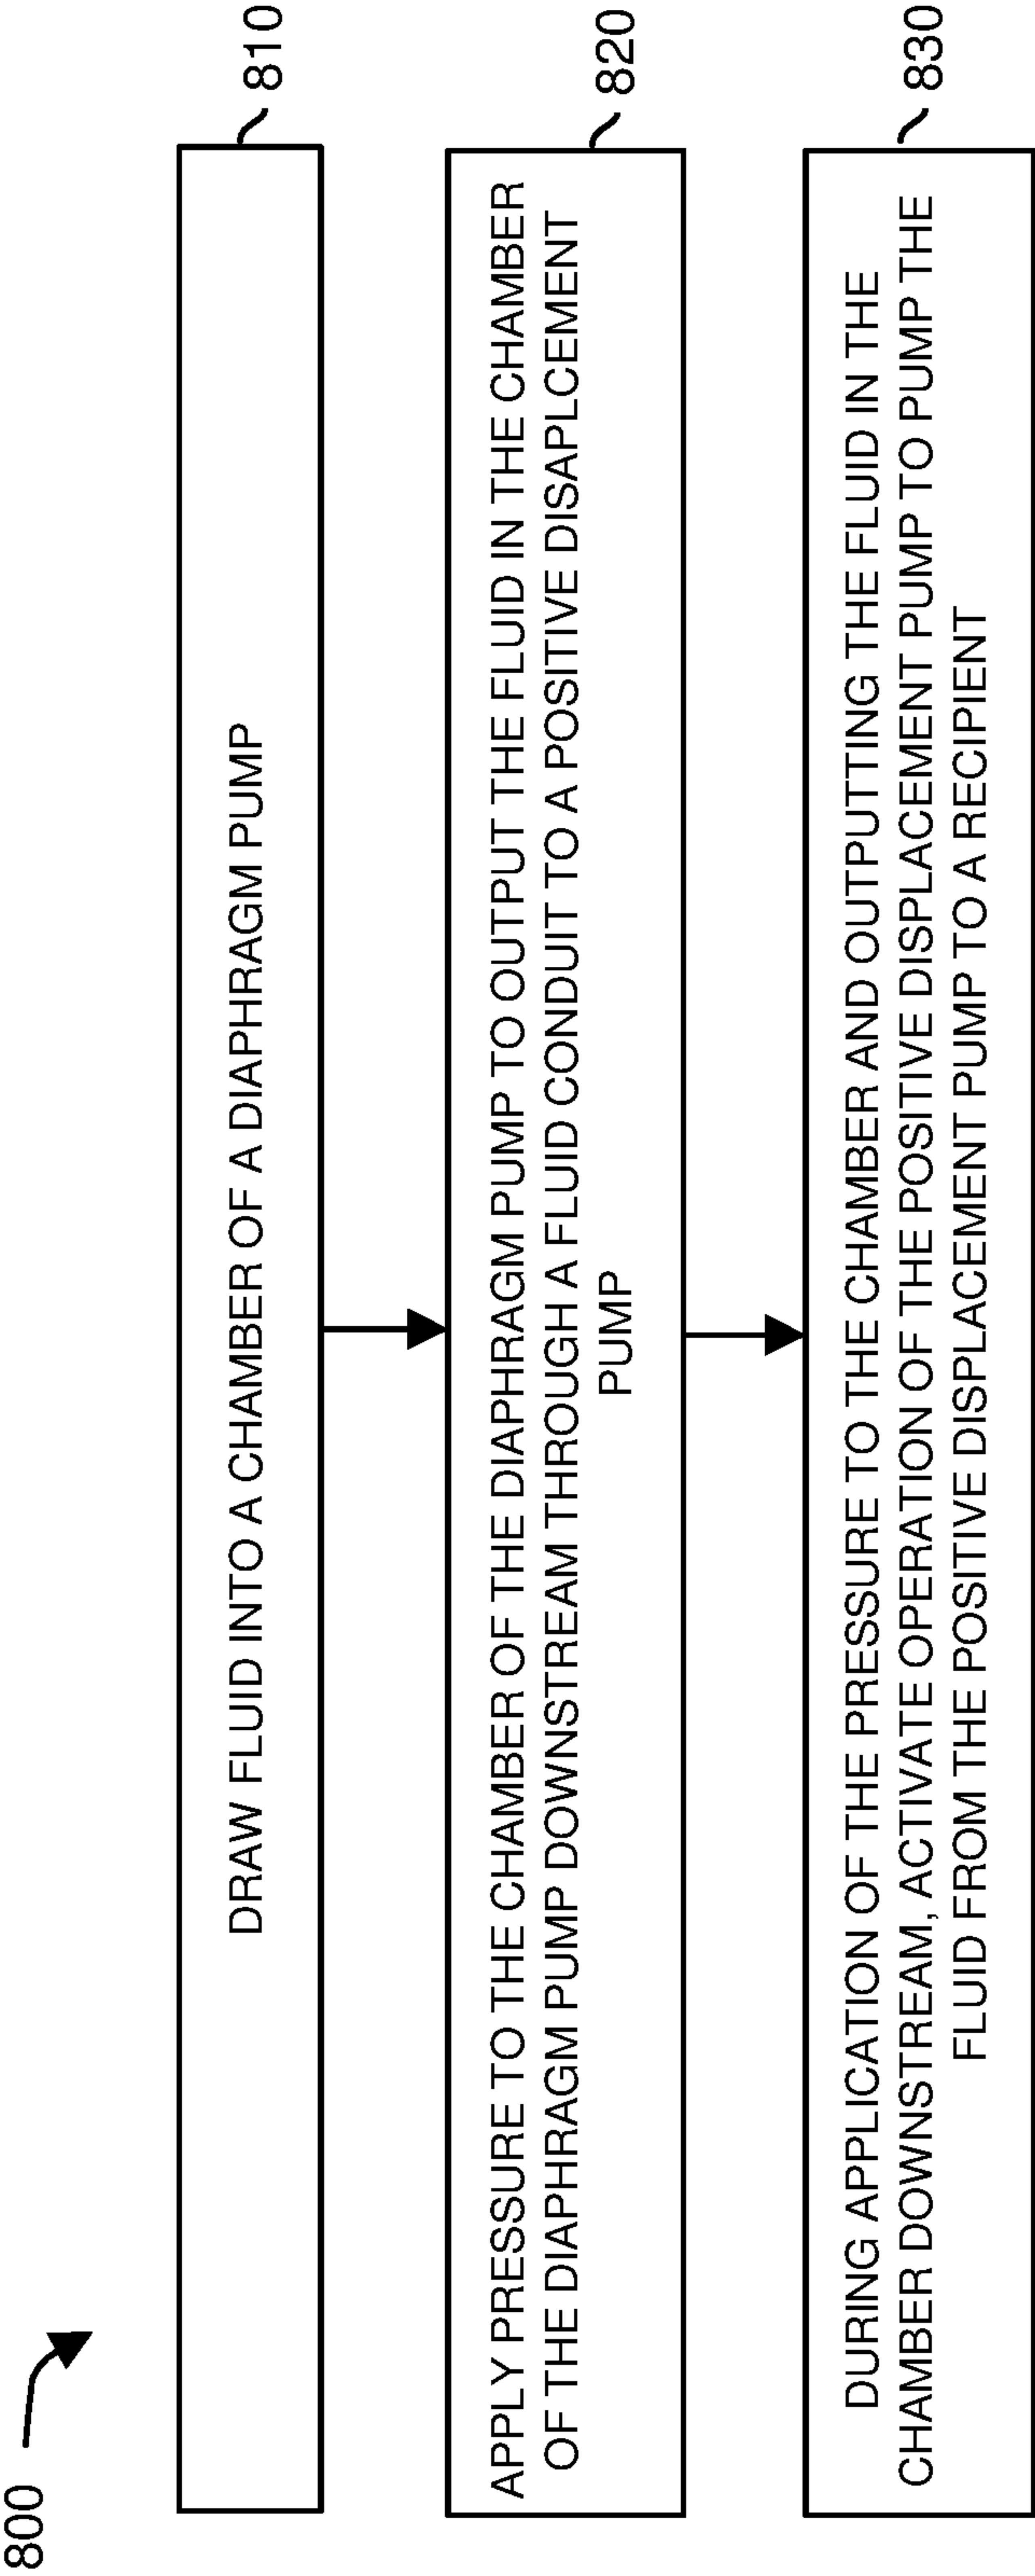 800
DRAW FLUID INTO A CHAMBER OF A DIAPHRAGM PUMP
810
APPLY PRESSURE TO THE CHAMBER OF THE DIAPHRAGM PUMP TO OUTPUT THE FLUID IN THE CHAMBER
OF THE DIAPHRAGM PUMP DOWNSTREAM THROUGH A FLUID CONDUIT TO A POSITIVE DISAPLCEMENT
PUMP
820
DURING APPLICATION OF THE PRESSURE TO THE CHAMBER AND OUTPUTTING THE FLUID IN THE
CHAMBER DOWNSTREAM, ACTIVATE OPERATION OF THE POSITIVE DISPLACEMENT PUMP TO PUMP THE
FLUID FROM THE POSITIVE DISPLACEMENT PUMP TO A RECIPIENT
830